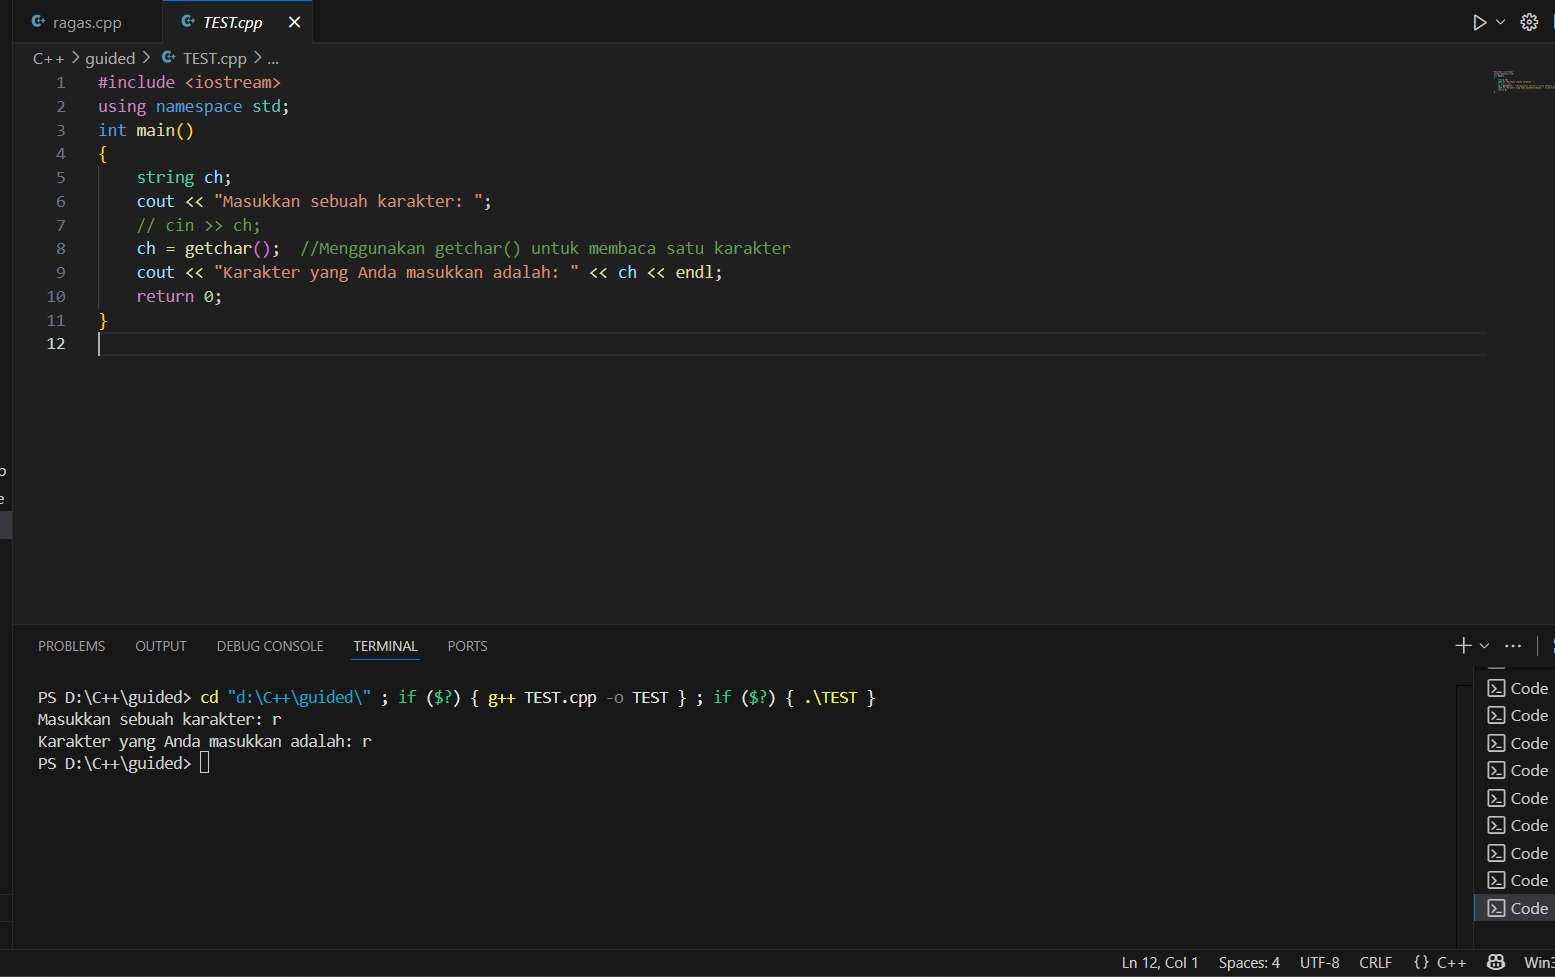 ragas.cpp TEST.cpp
C++ > guided > TEST.cpp > ...
1 #include <iostream>
2 using namespace std;
3 int main()
4 {
5 string ch;
6 cout << "Masukkan sebuah karakter: ";
7 // cin >> ch;
8 ch = getchar(); //Menggunakan getchar() untuk membaca satu karakter
9 cout << "Karakter yang Anda masukkan adalah: " << ch << endl;
10 return 0;
11 }
12
PROBLEMS OUTPUT DEBUG CONSOLE TERMINAL PORTS
PS D:\C++\guided> cd "d:\C++\guided\" ; if ($?) { g++ TEST.cpp -o TEST } ; if ($?) { .\TEST }
Masukkan sebuah karakter: r
Karakter yang Anda masukkan adalah: r
PS D:\C++\guided>
Code
Code
Code
Code
Code
Code
Code
Code
Code
Ln 12, Col 1 Spaces: 4 UTF-8 CRLF {} C++ Win3